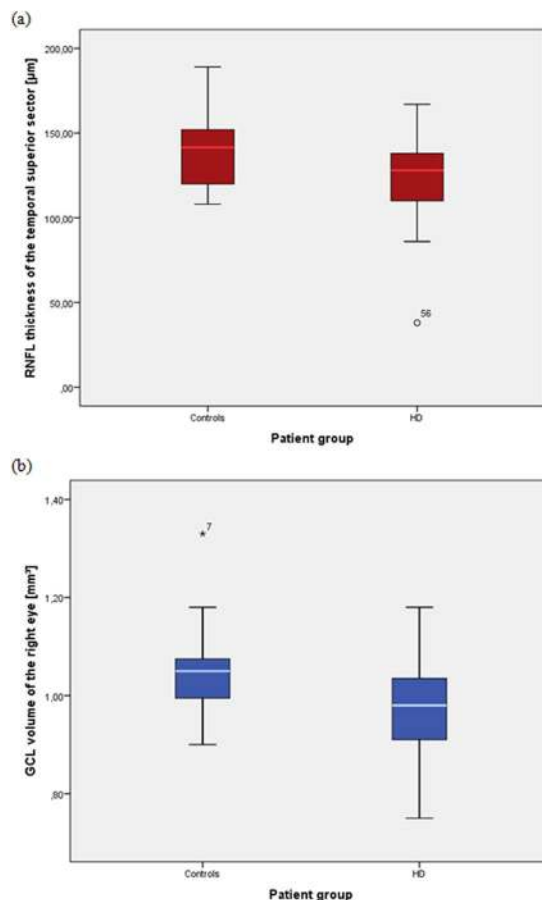 (a)
RNFL thickness of the temporal superior sector [µm]
200,00
150,00
100,00
50,00
,00
56
Controls
HD
Patient group
(b)
GCL volume of the right eye [mm³]
1,40
1,20
1,00
,80
7
Controls
HD
Patient group